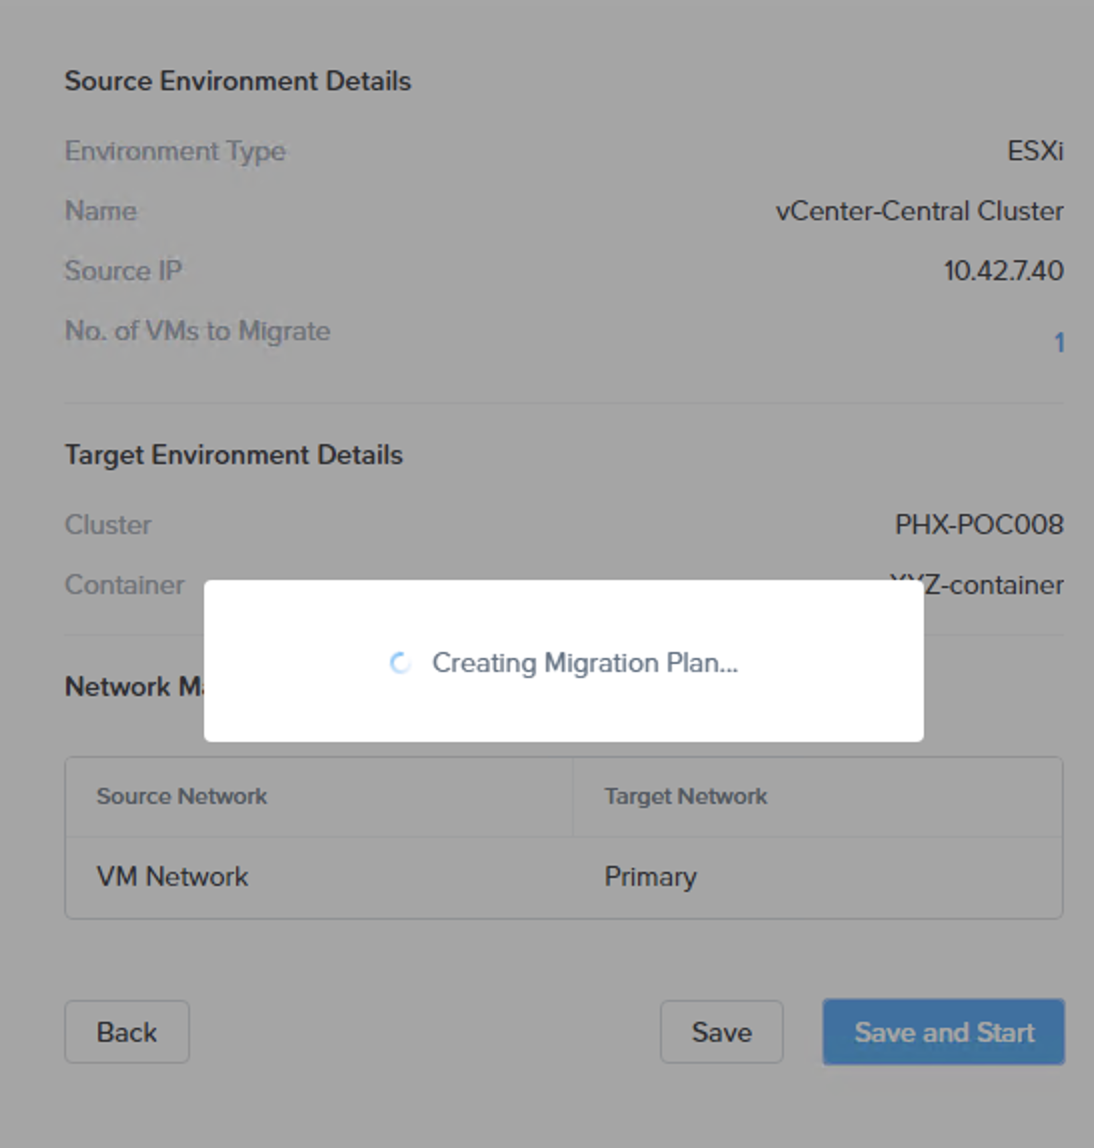 Source Environment Details
Environment Type ESXi
Name vCenter-Central Cluster
Source IP 10.42.7.40
No. of VMs to Migrate 1
Target Environment Details
Cluster PHX-POC008
Container XYZ-container
Creating Migration Plan...
Network
Source Network Target Network
VM Network Primary
Back Save Save and Start